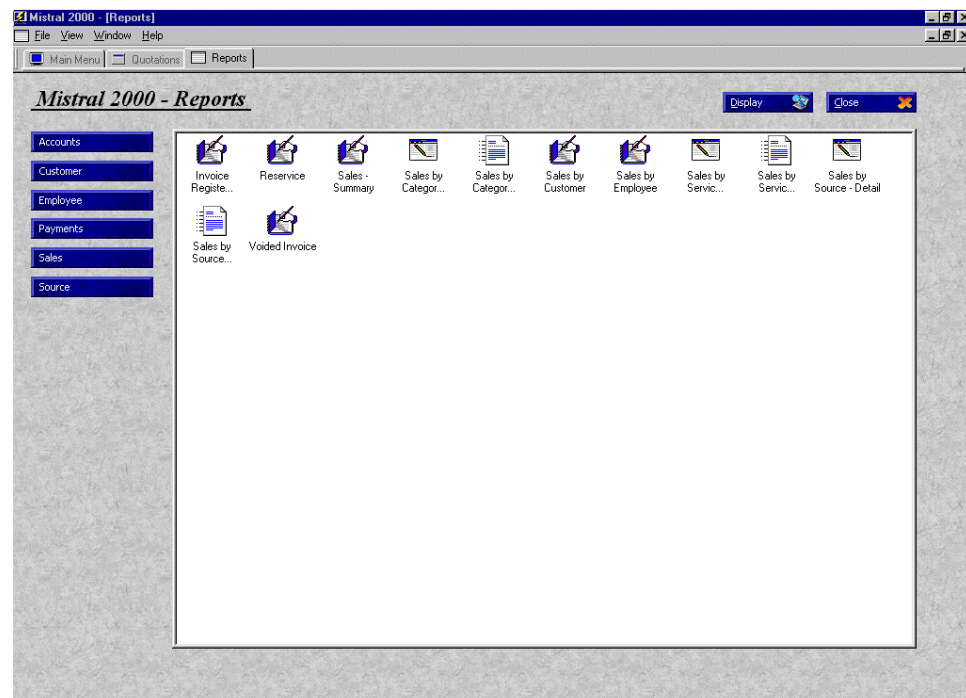 Mistral 2000 - [Reports]
File View Window Help
Main Menu Quotations Reports
Mistral 2000 - Reports
Display Close
Accounts
Customer
Employee
Payments
Sales
Source
Invoice Registe...
Reservice
Sales - Summary
Sales by Categor...
Sales by Categor...
Sales by Customer
Sales by Employee
Sales by Servic...
Sales by Servic...
Sales by Source - Detail
Sales by Source...
Voided Invoice